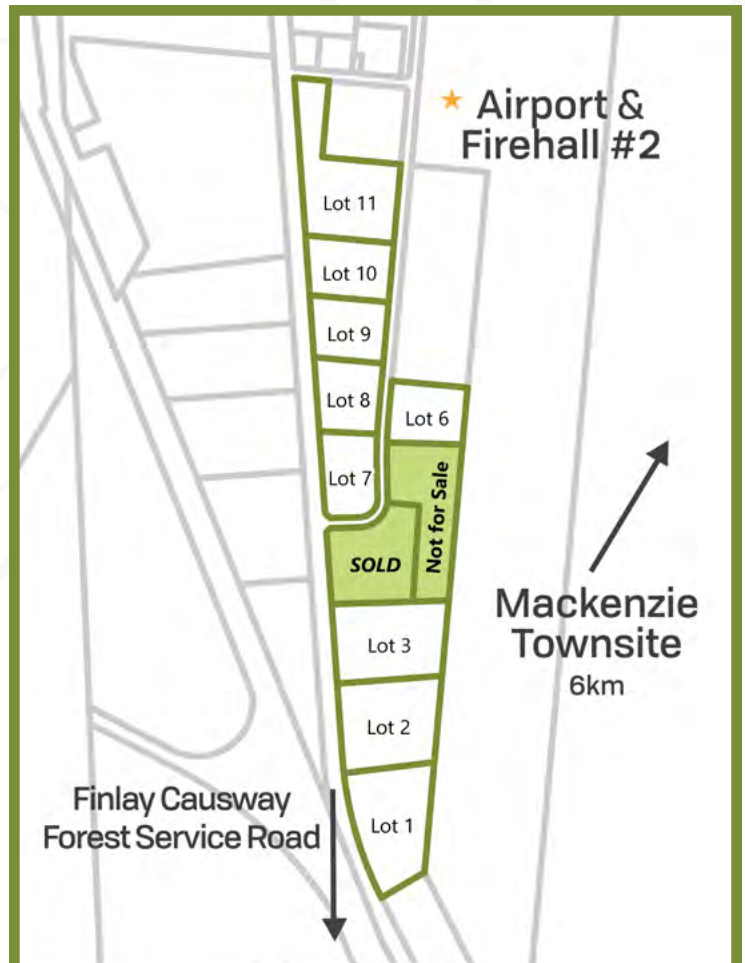 Airport &
Firehall #2
Lot 11
Lot 10
Lot 9
Lot 8
Lot 6
Lot 7
Not for Sale
SOLD
Mackenzie
Townsite
6km
Lot 3
Lot 2
Finlay Causway
Forest Service Road
Lot 1